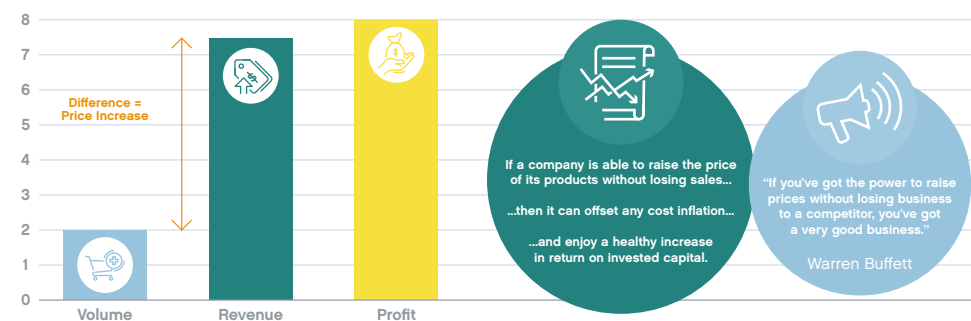 8
7
6
5
4
3
2
1
0
Difference =
Price Increase
$
$
Volume
Revenue
Profit
If a company is able to raise the price
of its products without losing sales...
...then it can offset any cost inflation...
...and enjoy a healthy increase
in return on invested capital.
“If you’ve got the power to raise
prices without losing business
to a competitor, you’ve got
a very good business.”
Warren Buffett